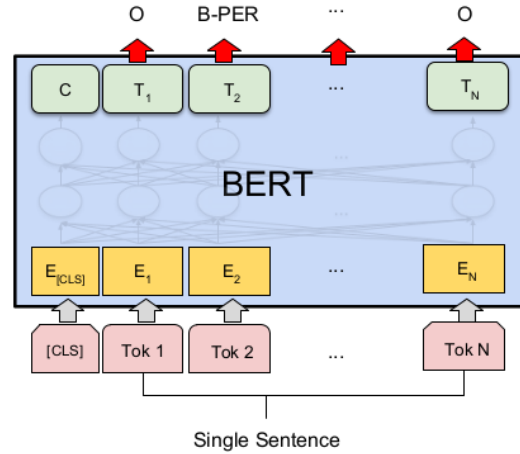 O B-PER ... O
C T1 T2 ... TN
...
...
BERT
E[CLS] E1 E2 ... EN
[CLS] Tok 1 Tok 2 ... Tok N
Single Sentence